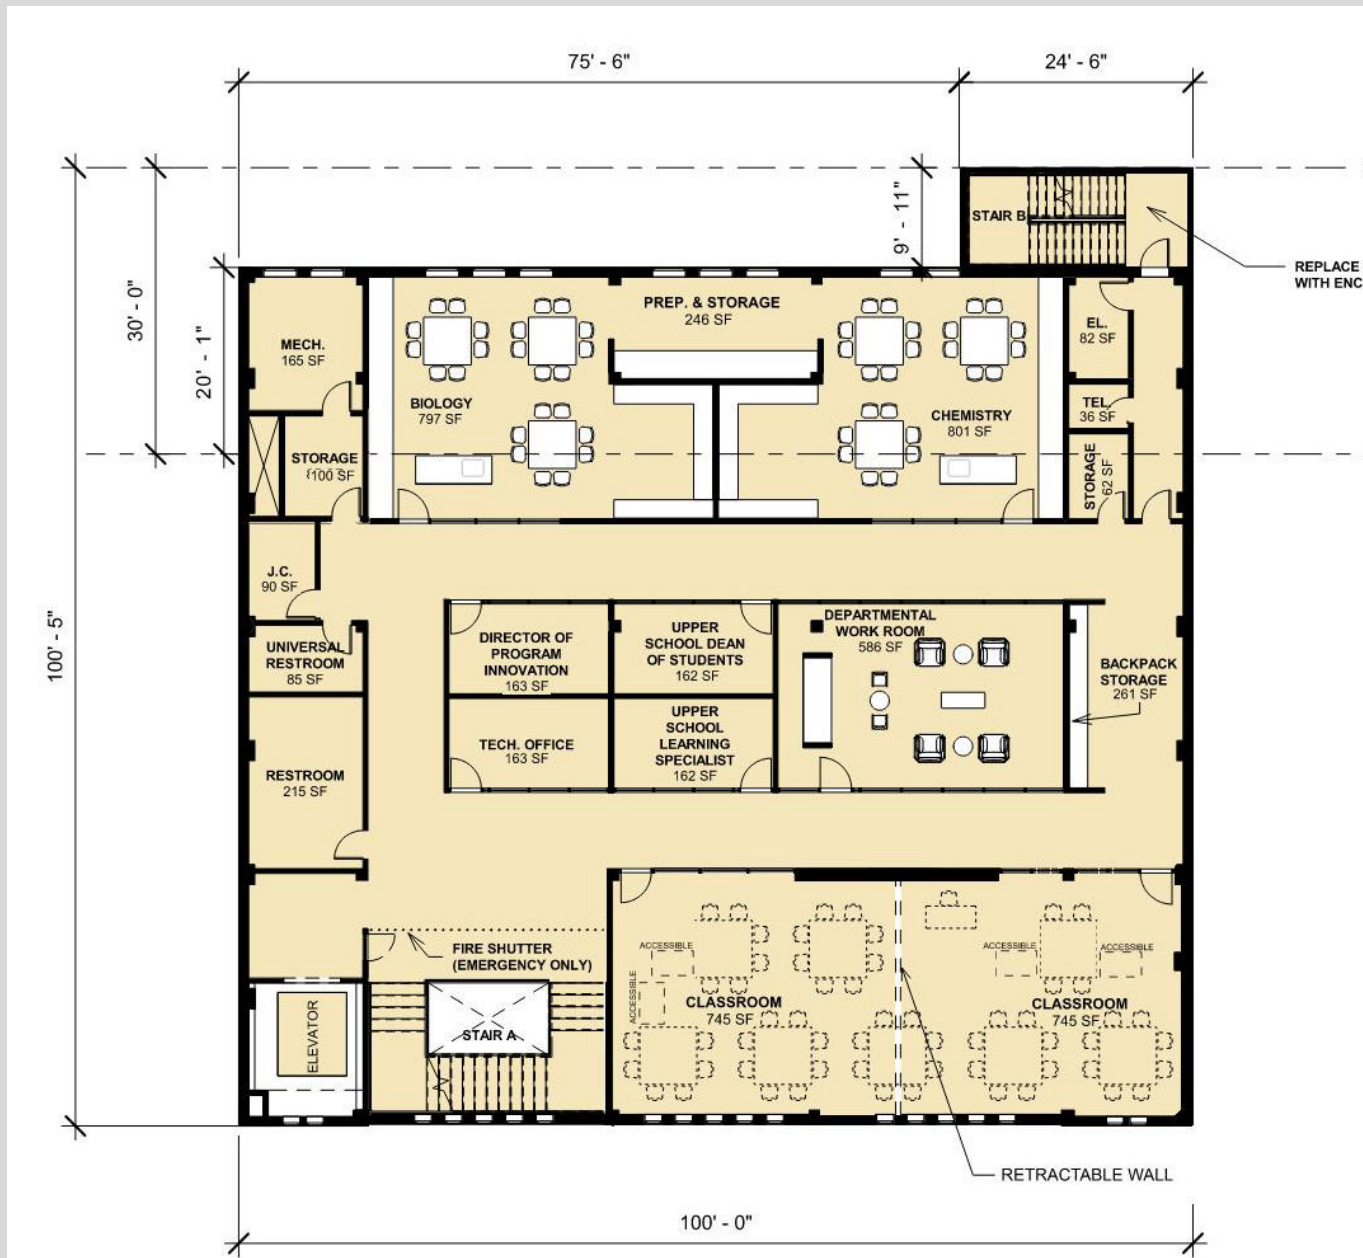 75' - 6"
24' - 6"
9' - 11"
STAIR B
REPLACE
WITH ENC
30' - 0"
20' - 1"
MECH.
165 SF
PREP. & STORAGE
246 SF
EL.
82 SF
BIOLOGY
797 SF
CHEMISTRY
801 SF
TEL.
36 SF
STORAGE
100 SF
STORAGE
62 SF
J.C.
90 SF
100' - 5"
UNIVERSAL
RESTROOM
85 SF
DIRECTOR OF
PROGRAM
INNOVATION
163 SF
UPPER
SCHOOL DEAN
OF STUDENTS
162 SF
DEPARTMENTAL
WORK ROOM
586 SF
BACKPACK
STORAGE
261 SF
RESTROOM
215 SF
TECH. OFFICE
163 SF
UPPER
SCHOOL
LEARNING
SPECIALIST
162 SF
FIRE SHUTTER
(EMERGENCY ONLY)
ACCESSIBLE
ACCESSIBLE
ACCESSIBLE
ACCESSIBLE
CLASSROOM
745 SF
CLASSROOM
745 SF
ELEVATOR
STAIR A
RETRACTABLE WALL
100' - 0"